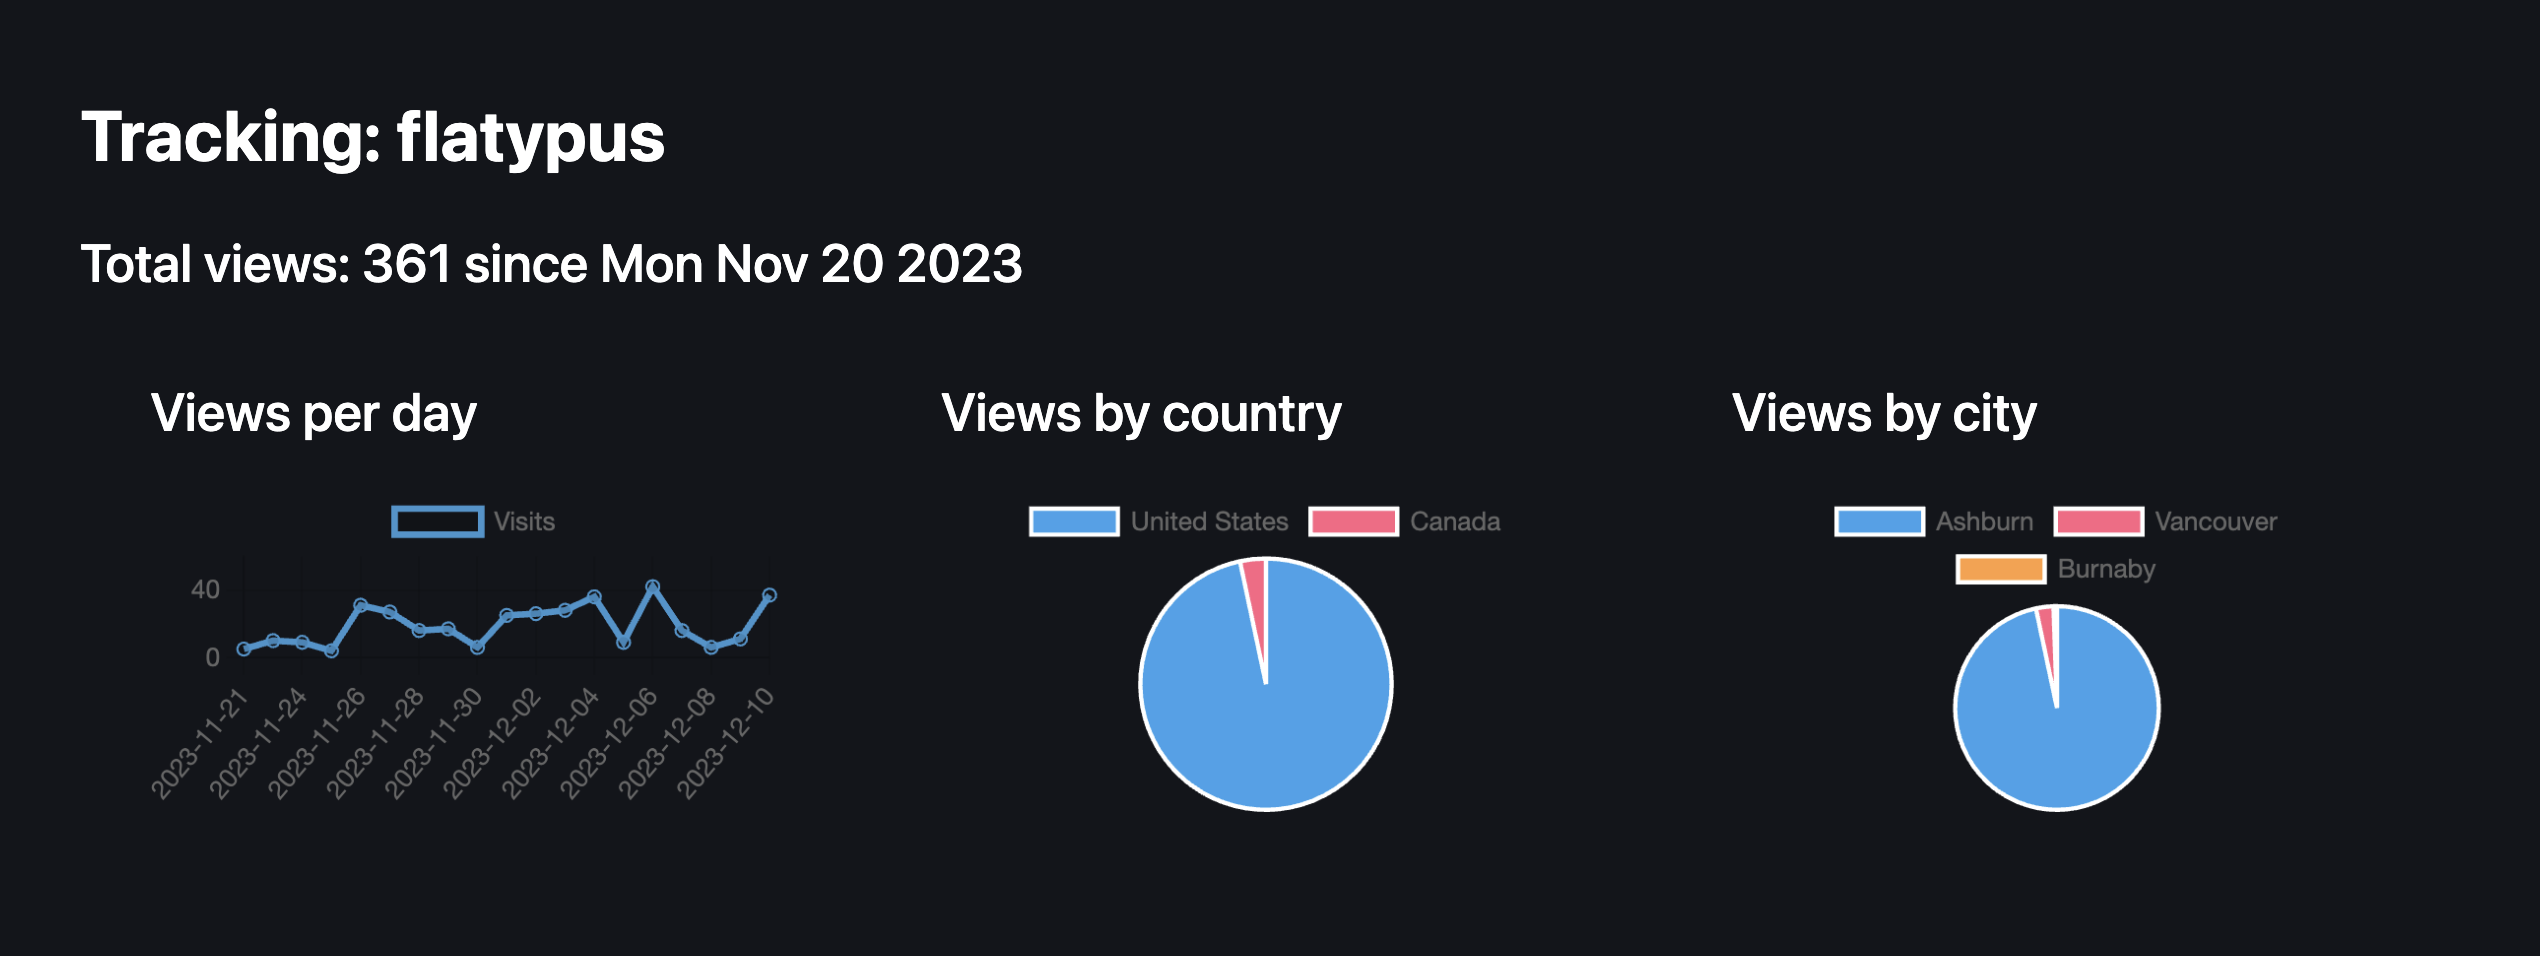 Tracking: flatypus
Total views: 361 since Mon Nov 20 2023
Views per day
Visits
40
0
2023-11-21
2023-11-24
2023-11-26
2023-11-28
2023-11-30
2023-12-02
2023-12-04
2023-12-06
2023-12-08
2023-12-10
Views by country
United States
Canada
Views by city
Ashburn
Vancouver
Burnaby